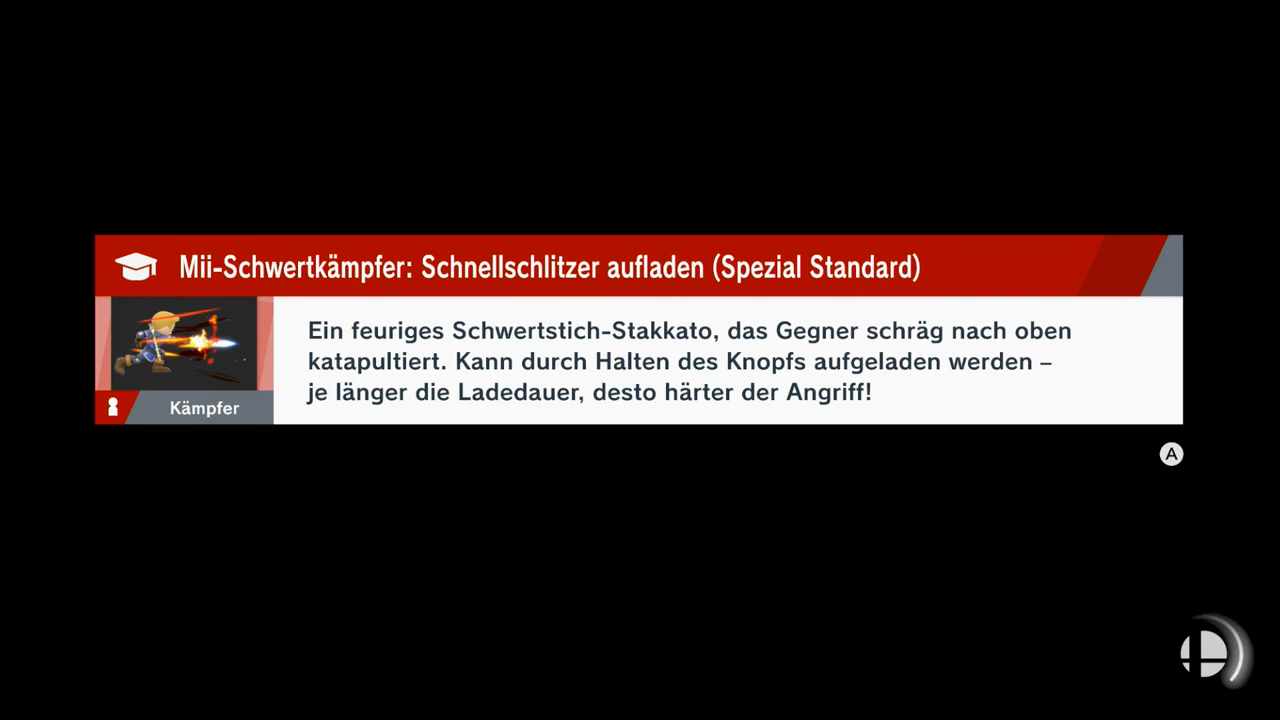 Mii-Schwertkämpfer: Schnellschlitzer aufladen (Spezial Standard)
Ein feuriges Schwertstich-Stakkato, das Gegner schräg nach oben
katapultiert. Kann durch Halten des Knopfs aufgeladen werden –
je länger die Ladedauer, desto härter der Angriff!
Kämpfer
A